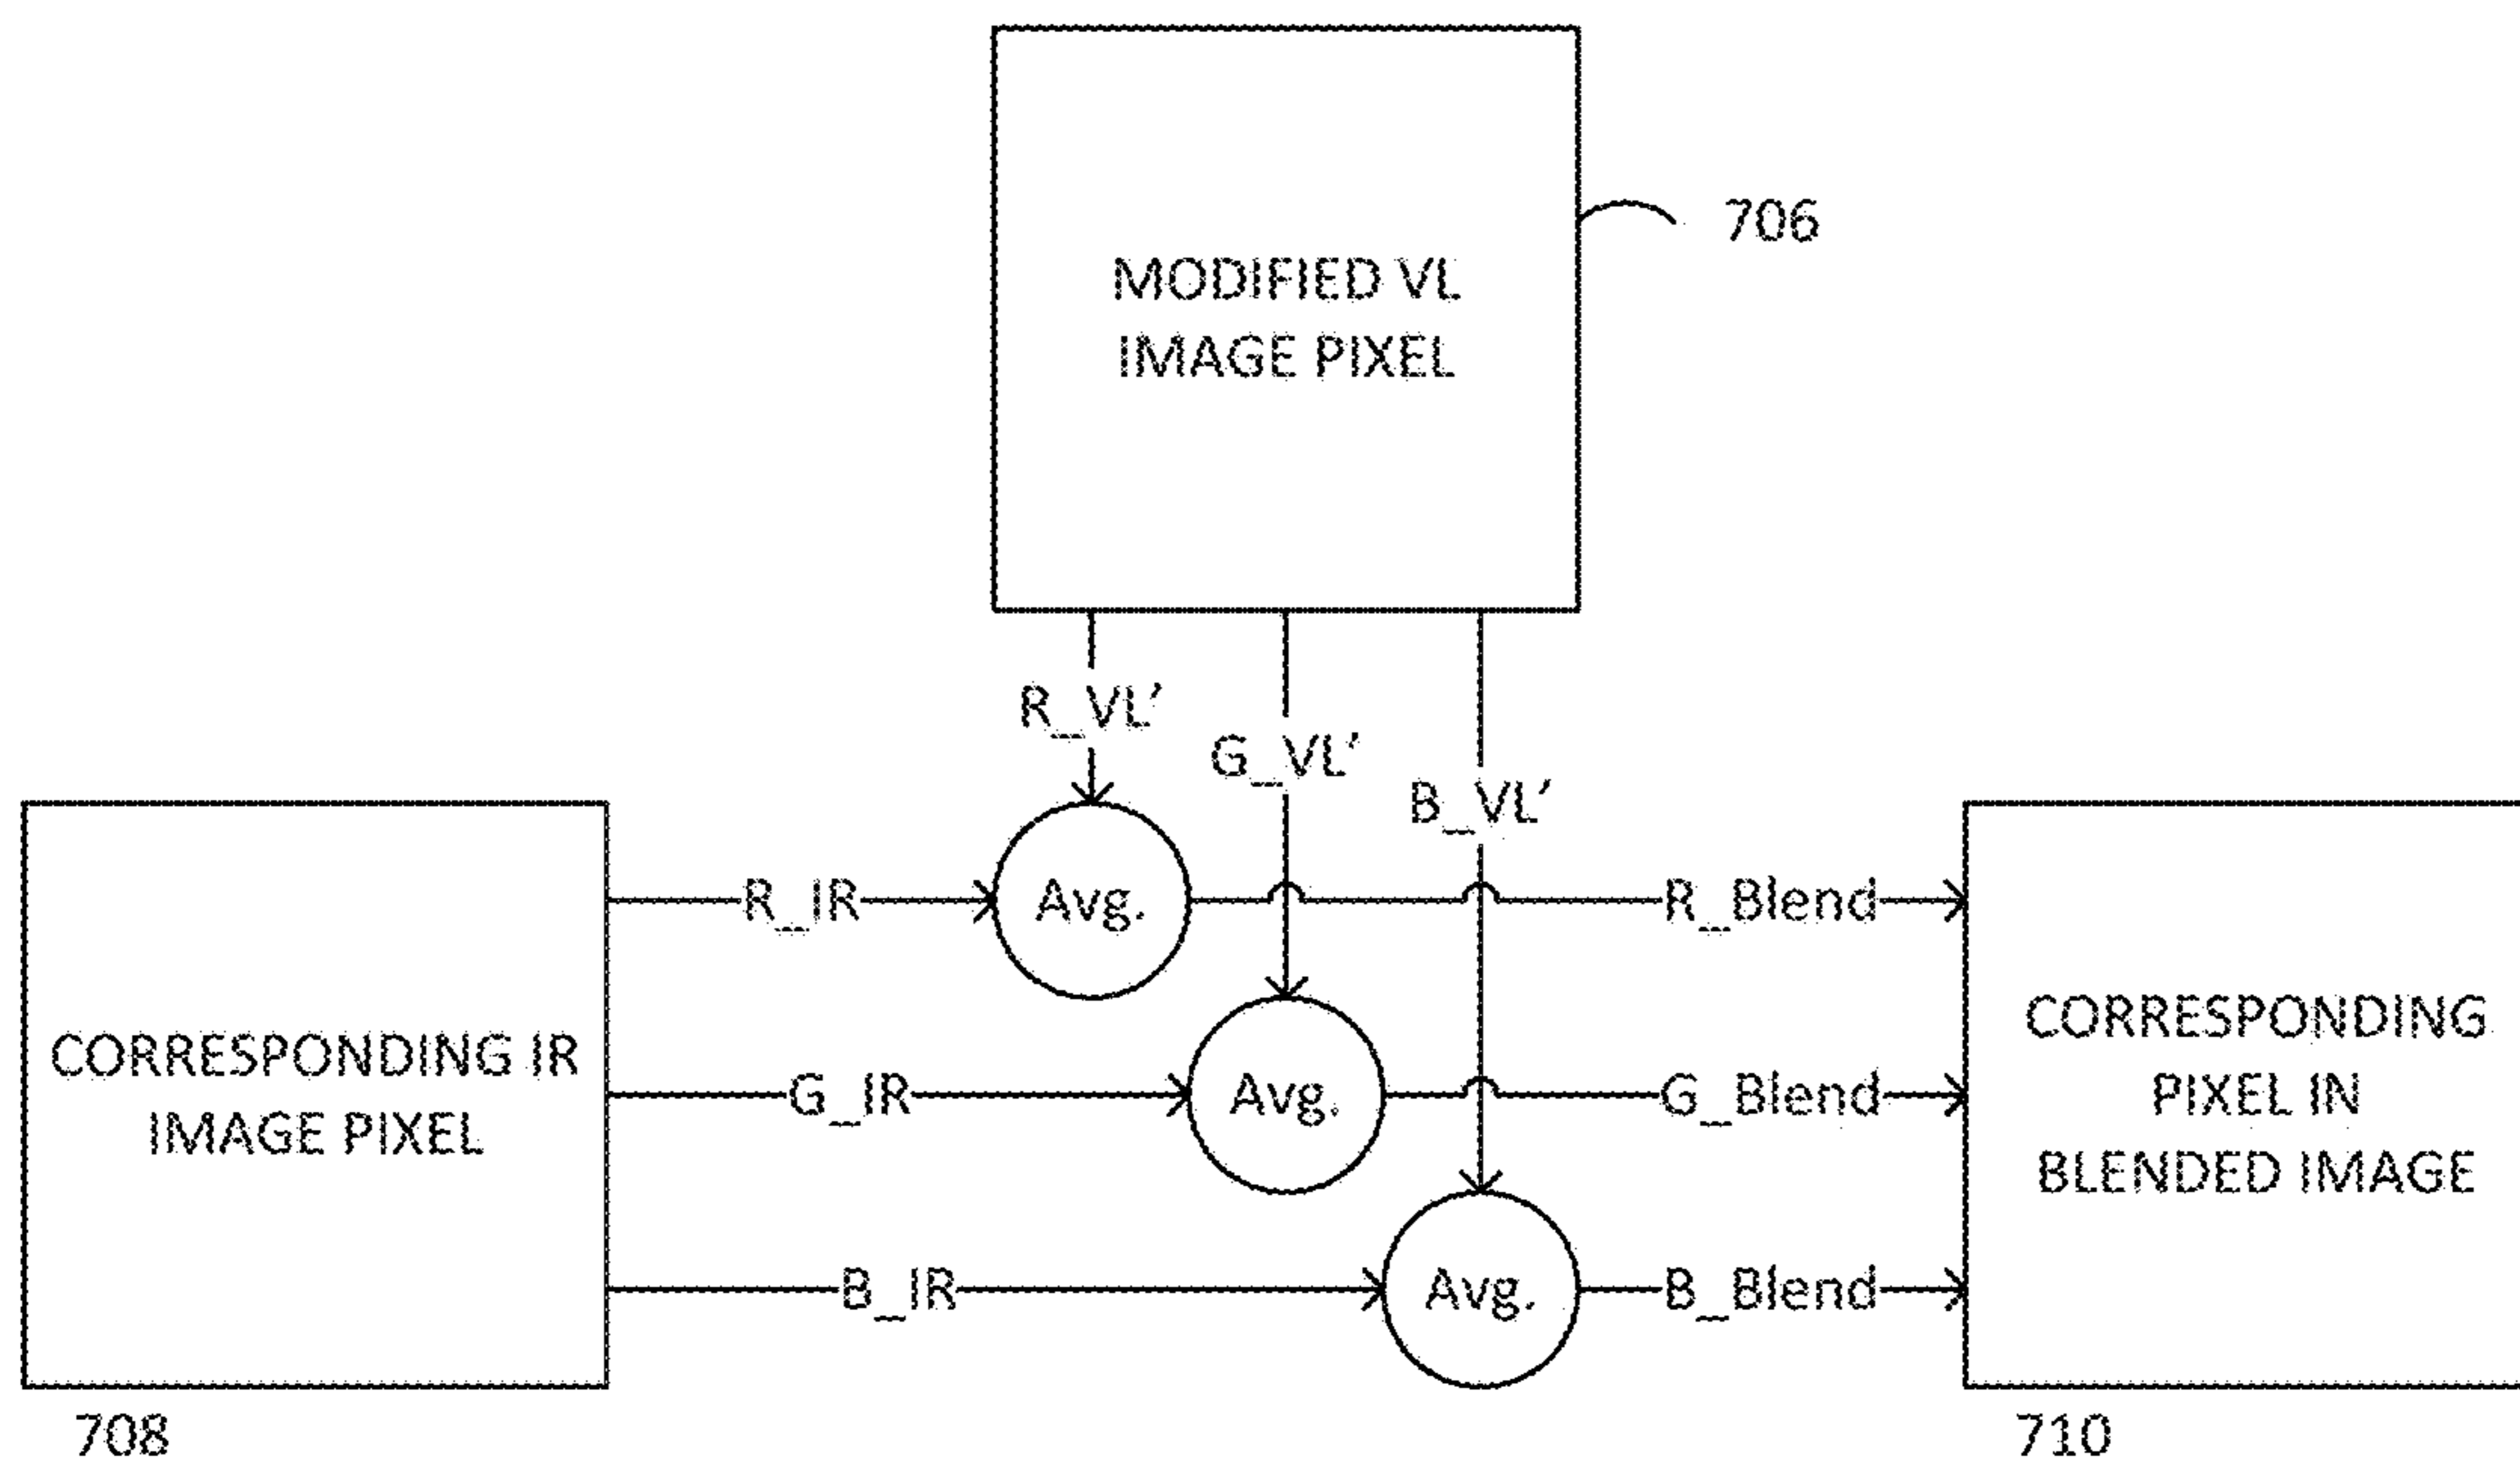 706
MODIFIED VL
IMAGE PIXEL
R_VL'
G_VL'
B_VL'
R_IR
Avg.
R_Blend
CORRESPONDING IR
IMAGE PIXEL
G_IR
Avg.
G_Blend
CORRESPONDING
PIXEL IN
BLENDED IMAGE
B_IR
Avg.
B_Blend
708
710